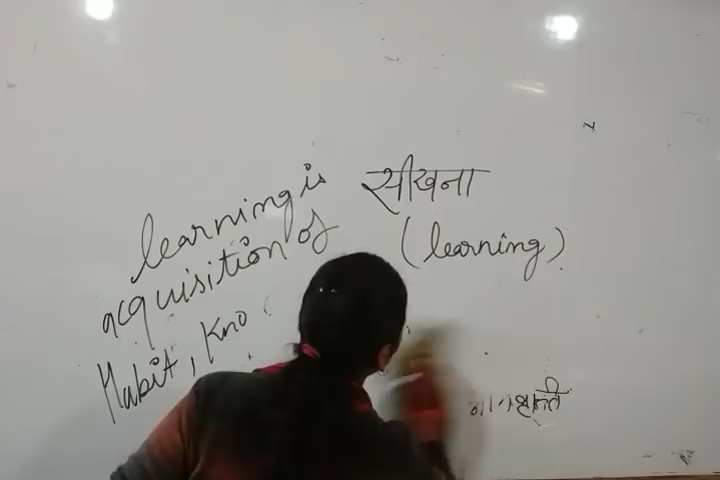 learning is
acquisition of
Habit, Kno
सीखना
(learning)